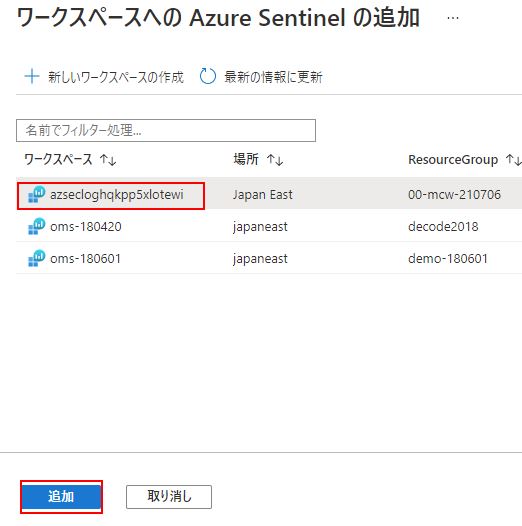 ワークスペースへの Azure Sentinel の追加 …
+ 新しいワークスペースの作成 最新の情報に更新
名前でフィルター処理...
ワークスペース ↑↓ 場所 ↑↓ ResourceGroup ↑↓
azsecloghqkpp5xlotewi Japan East 00-mcw-210706
oms-180420 japaneast decode2018
oms-180601 japaneast demo-180601
追加 取り消し